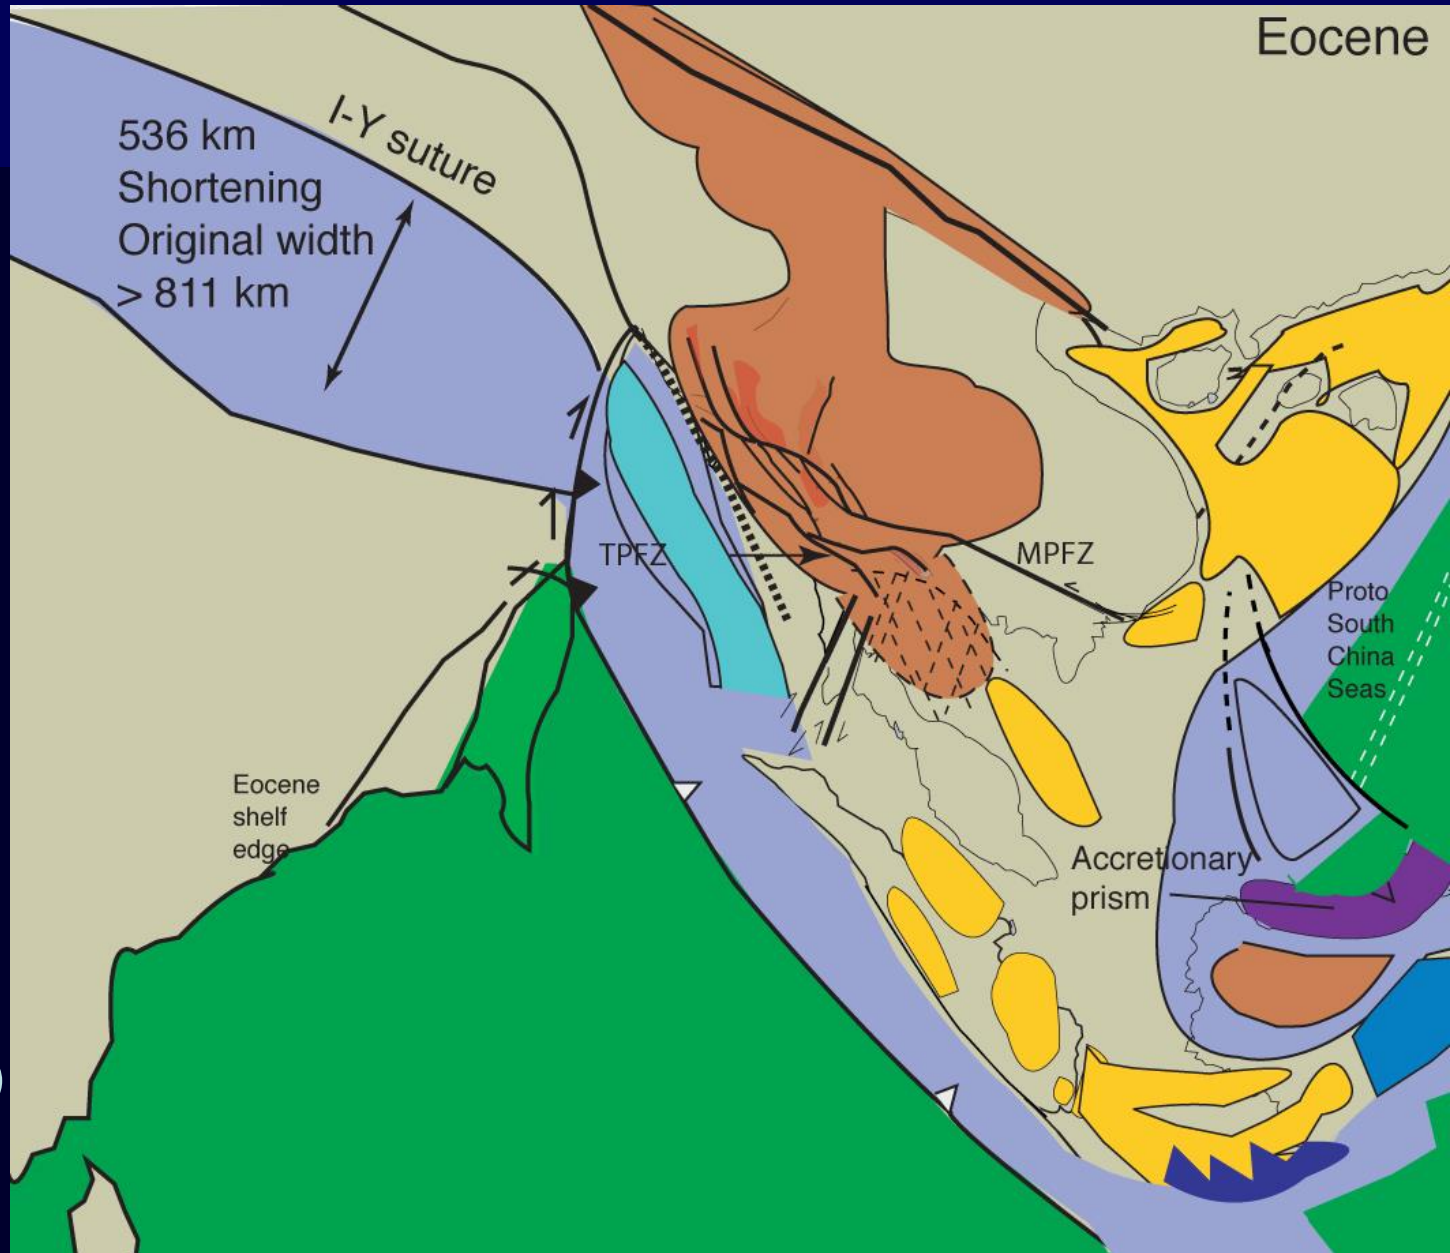 Eocene
I-Y suture
536 km
Shortening
Original width
> 811 km
TPFZ
MPFZ
Proto
South
China
Seas
Eocene
shelf
edge
Accretionary
prism